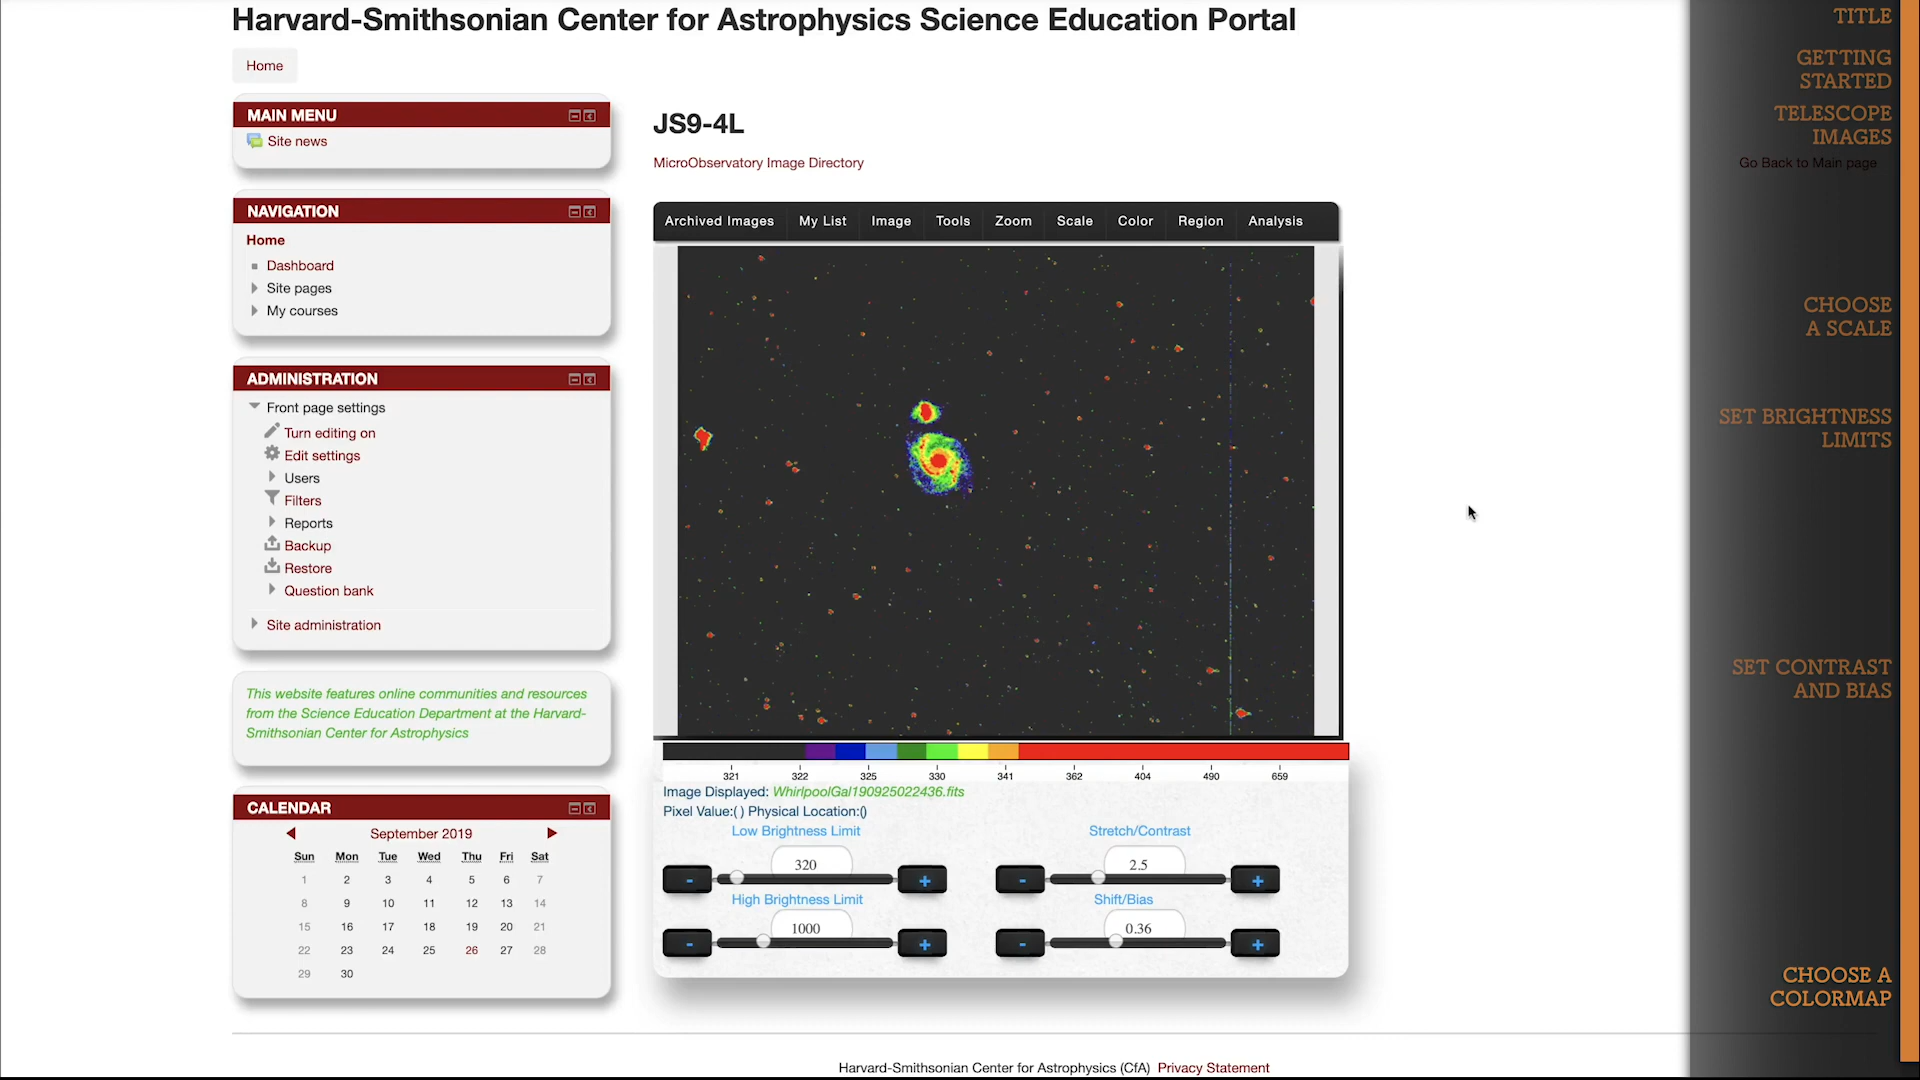 Harvard-Smithsonian Center for Astrophysics Science Education Portal
Home
MAIN MENU
Site news
NAVIGATION
Home
Dashboard
Site pages
My courses
ADMINISTRATION
Front page settings
Turn editing on
Edit settings
Users
Filters
Reports
Backup
Restore
Question bank
Site administration
This website features online communities and resources
from the Science Education Department at the Harvard-
Smithsonian Center for Astrophysics
CALENDAR
September 2019
Sun Mon Tue Wed Thu Fri Sat
1 2 3 4 5 6 7
8 9 10 11 12 13 14
15 16 17 18 19 20 21
22 23 24 25 26 27 28
29 30
JS9-4L
MicroObservatory Image Directory
Archived Images My List Image Tools Zoom Scale Color Region Analysis
321 322 325 330 341 362 404 490 659
Image Displayed: WhirlpoolGal190925022436.fits
Pixel Value:( ) Physical Location:()
Low Brightness Limit
320
- +
High Brightness Limit
1000
- +
Stretch/Contrast
2.5
- +
Shift/Bias
0.36
- +
Harvard-Smithsonian Center for Astrophysics (CfA) Privacy Statement
TITLE
GETTING
STARTED
TELESCOPE
IMAGES
Go Back to Main page
CHOOSE
A SCALE
SET BRIGHTNESS
LIMITS
SET CONTRAST
AND BIAS
CHOOSE A
COLORMAP